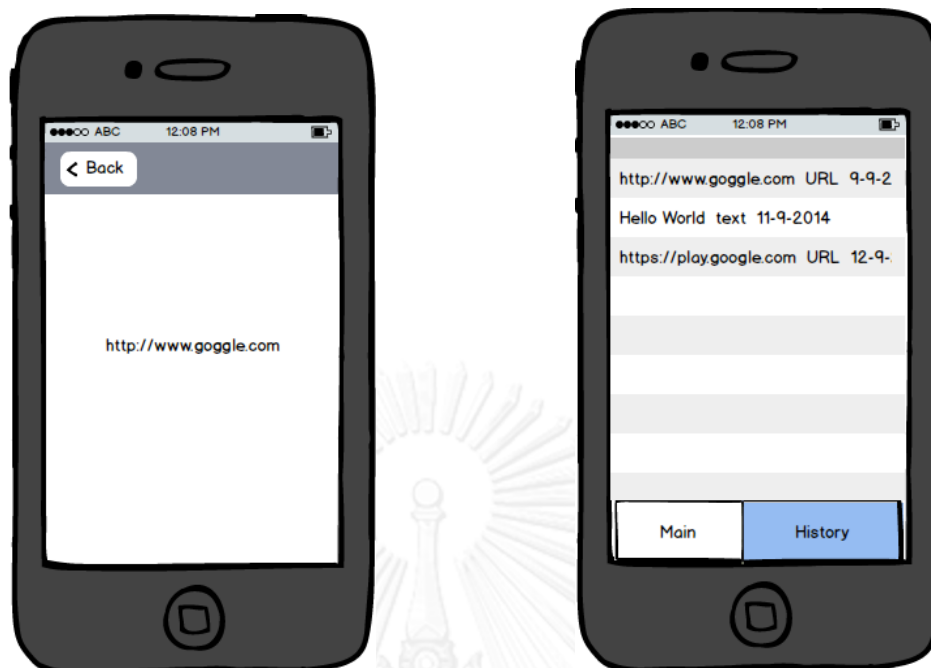 ABC 12:08 PM
Back
http://www.goggle.com
ABC 12:08 PM
http://www.goggle.com URL 9-9-2
Hello World text 11-9-2014
https://play.google.com URL 12-9-
Main History